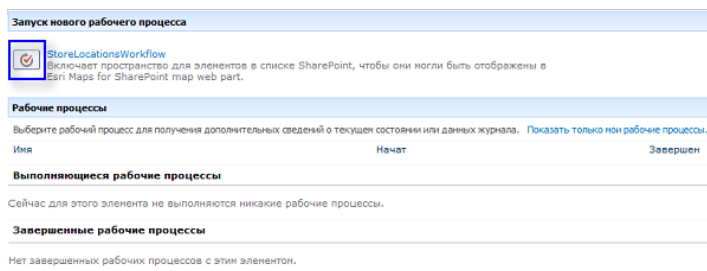 Запуск нового рабочего процесса
StoreLocationsWorkflow
Включает пространство для элементов в списке SharePoint, чтобы они могли быть отображены в
Esri Maps for SharePoint map web part.
Рабочие процессы
Выберите рабочий процесс для получения дополнительных сведений о текущем состоянии или данных журнала. Показать только мои рабочие процессы.
Имя Начат Завершен
Выполняющиеся рабочие процессы
Сейчас для этого элемента не выполняются никакие рабочие процессы.
Завершенные рабочие процессы
Нет завершенных рабочих процессов с этим элементом.